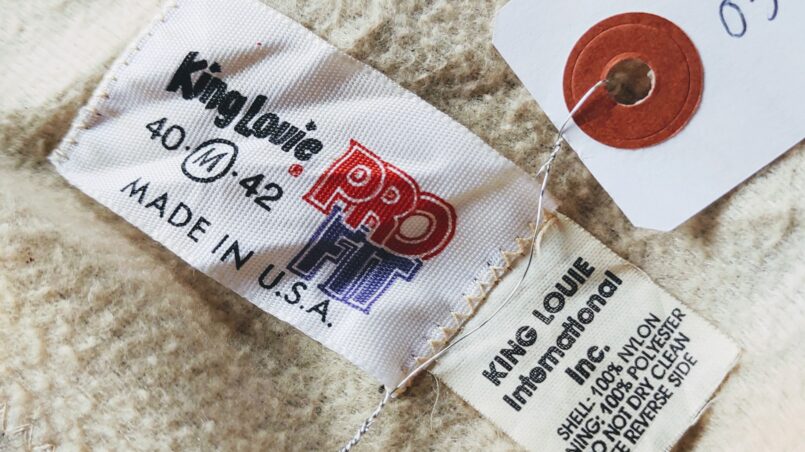 King Louie®
40-M-42
MADE IN U.S.A.
PRO
FIT
KING LOUIE
International
Inc.
SHELL: 100% NYLON
NING: 100% POLYESTER
O NOT DRY CLEAN
E REVERSE SIDE